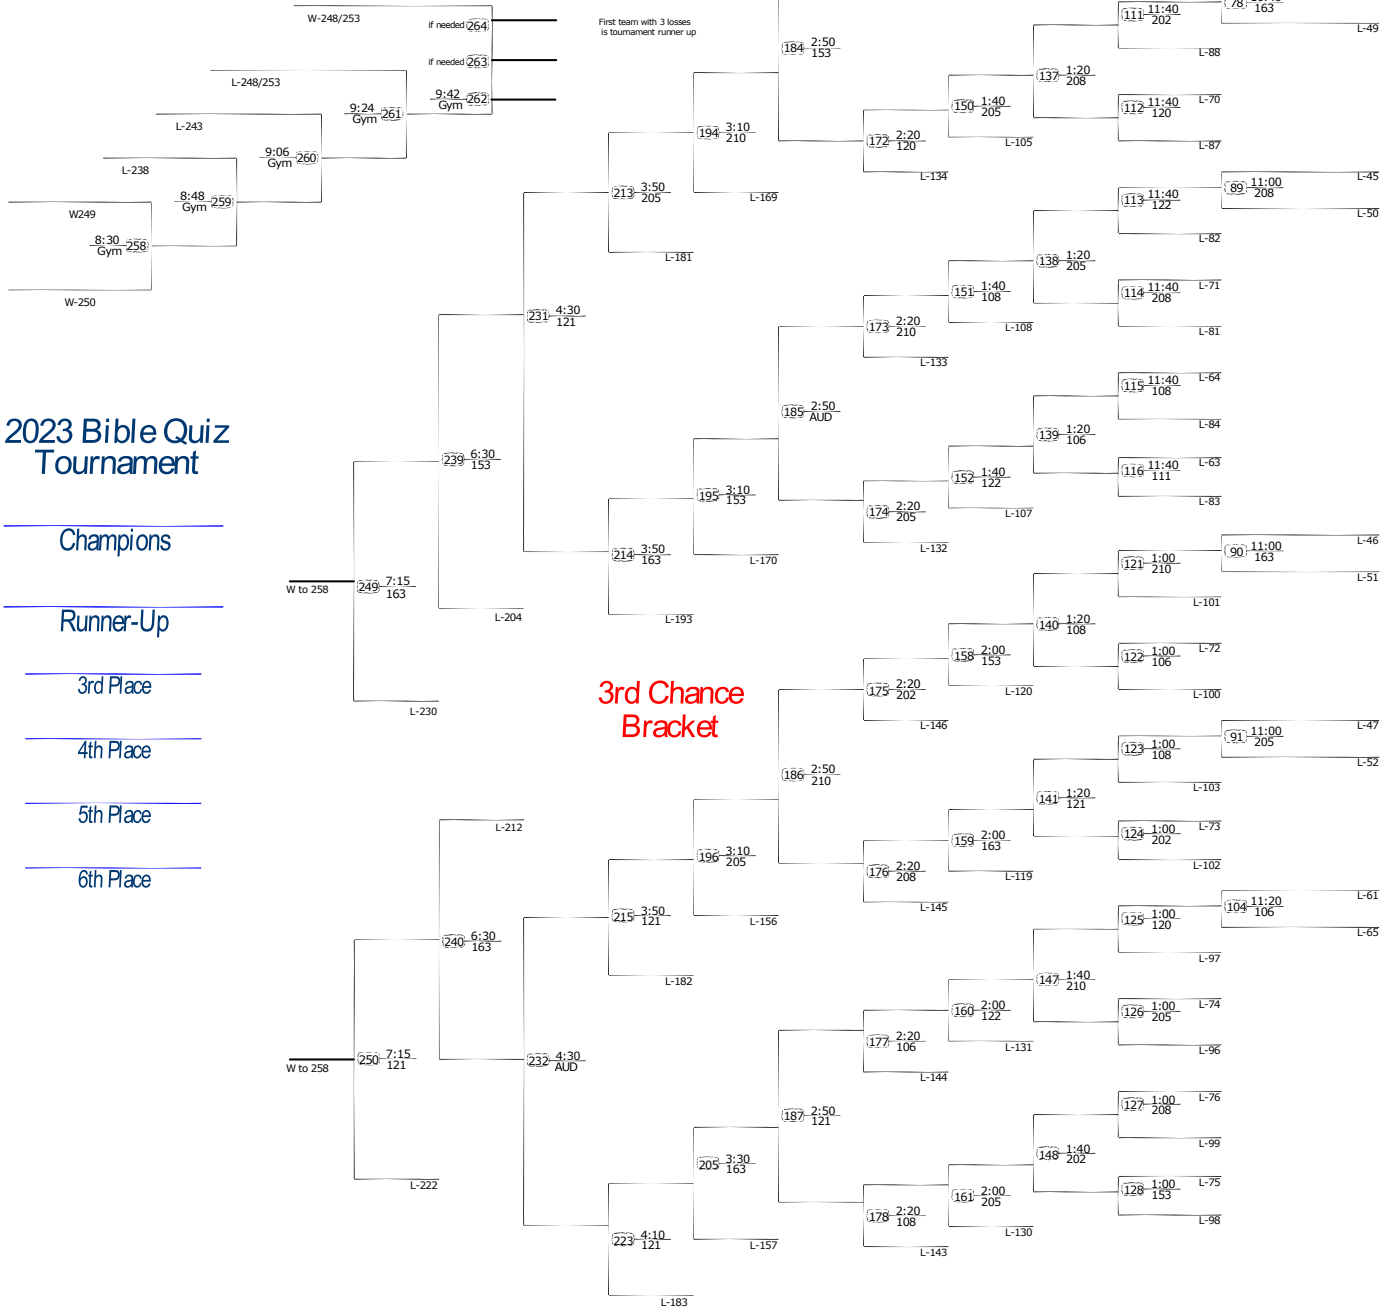 W-248/253
if needed 264
First team with 3 losses
is tournament runner up
if needed 263
L-248/253
9:42 262
Gym
9:24 261
Gym
L-243
9:06 260
Gym
L-238
8:48 259
Gym
W249
8:30 258
Gym
W-250
2023 Bible Quiz
Tournament
Champions
Runner-Up
3rd Place
4th Place
5th Place
6th Place
W to 258
249 7:15
163
L-230
W to 258
250 7:15
121
L-222
239 6:30
153
L-204
L-212
240 6:30
163
231 4:30
121
232 4:30
AUD
3rd Chance
Bracket
213 3:50
205
L-181
214 3:50
163
L-193
215 3:50
121
L-182
223 4:10
121
L-183
194 3:10
210
L-169
195 3:10
153
L-170
196 3:10
205
L-156
205 3:30
163
L-157
184 2:50
153
185 2:50
AUD
186 2:50
210
187 2:50
121
172 2:20
120
L-134
173 2:20
210
L-133
174 2:20
205
L-132
175 2:20
202
L-146
176 2:20
208
L-145
177 2:20
106
L-144
178 2:20
108
L-143
150 1:40
205
L-105
151 1:40
108
L-108
152 1:40
122
L-107
158 2:00
153
L-120
159 2:00
163
L-119
160 2:00
122
L-131
161 2:00
205
L-130
137 1:20
208
138 1:20
205
139 1:20
106
140 1:20
108
141 1:20
121
147 1:40
210
148 1:40
202
111 11:40
202
L-88
L-70
112 11:40
120
L-87
113 11:40
122
L-82
L-71
114 11:40
208
L-81
L-64
115 11:40
108
L-84
L-63
116 11:40
111
L-83
121 1:00
210
L-101
L-72
122 1:00
106
L-100
123 1:00
108
L-103
L-73
124 1:00
202
L-102
125 1:00
120
L-97
L-74
126 1:00
205
L-96
L-76
127 1:00
208
L-99
L-75
128 1:00
153
L-98
78
163
L-49
L-45
89 11:00
208
L-50
L-46
90 11:00
163
L-51
L-47
91 11:00
205
L-52
L-61
104 11:20
106
L-65